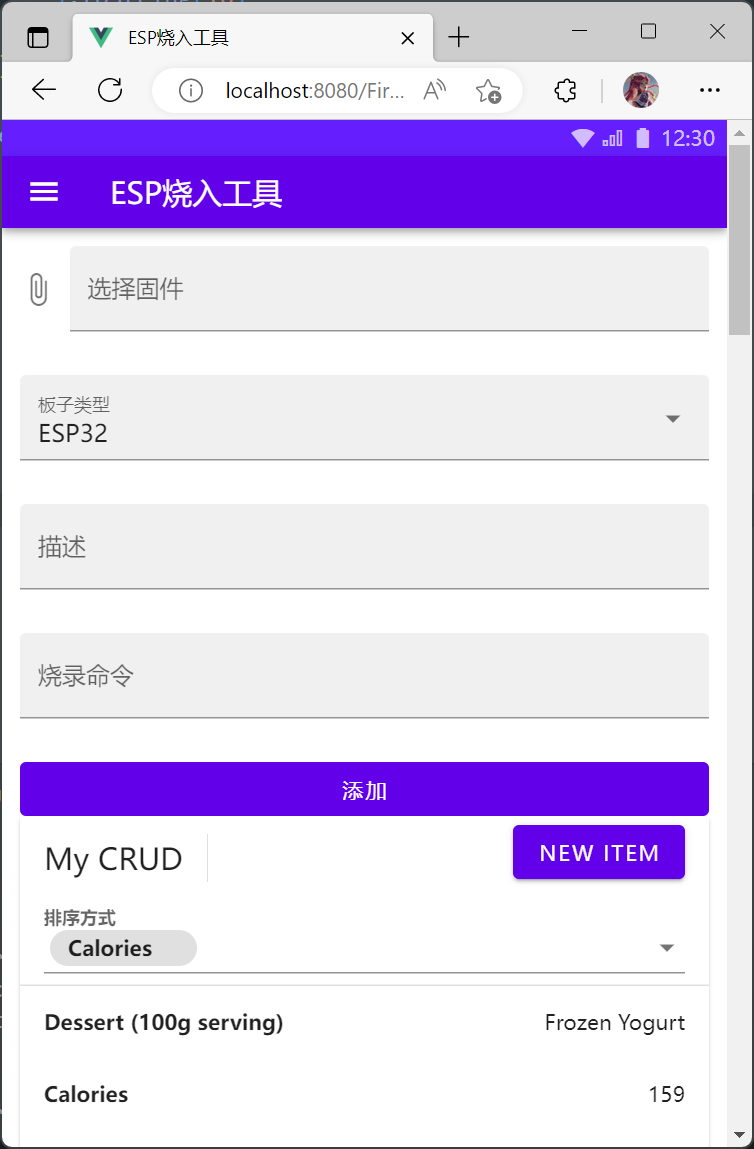 ESP烧入工具
localhost:8080/Fir...
12:30
ESP烧入工具
选择固件
板子类型
ESP32
描述
烧录命令
添加
My CRUD
NEW ITEM
排序方式
Calories
Dessert (100g serving) Frozen Yogurt
Calories 159